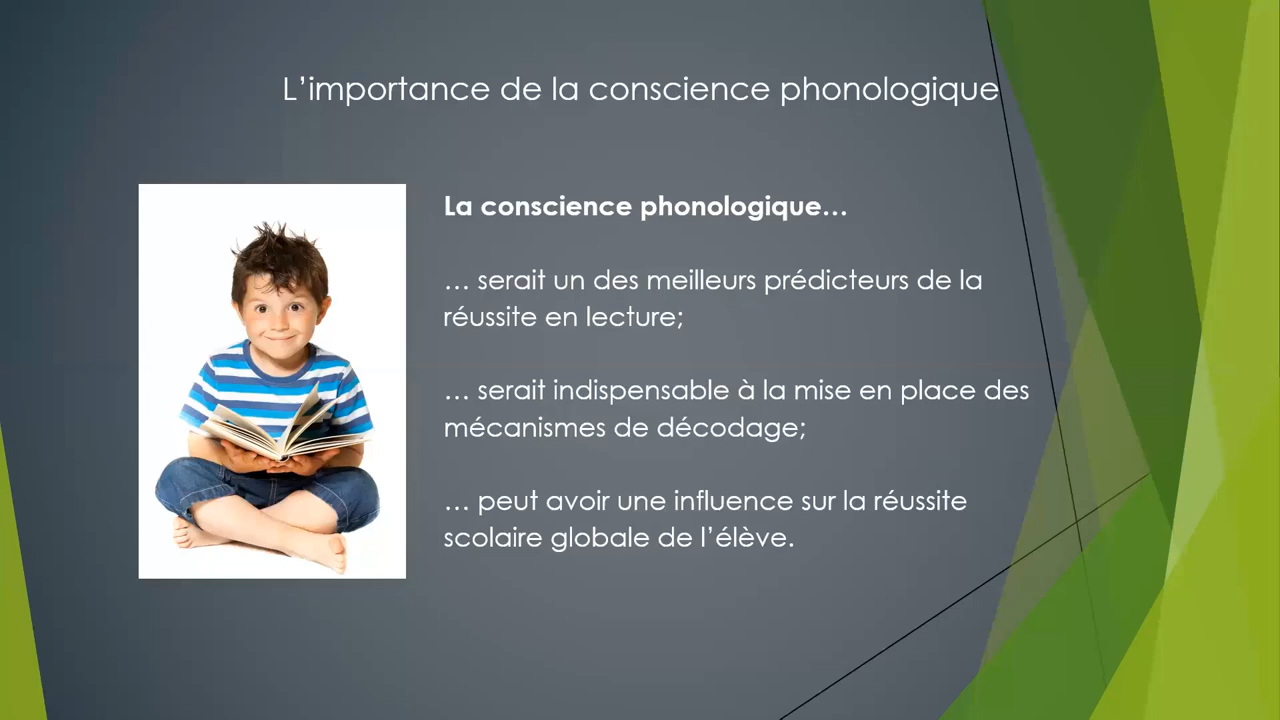 L’importance de la conscience phonologique
La conscience phonologique…
… serait un des meilleurs prédicteurs de la
réussite en lecture;
… serait indispensable à la mise en place des
mécanismes de décodage;
… peut avoir une influence sur la réussite
scolaire globale de l’élève.